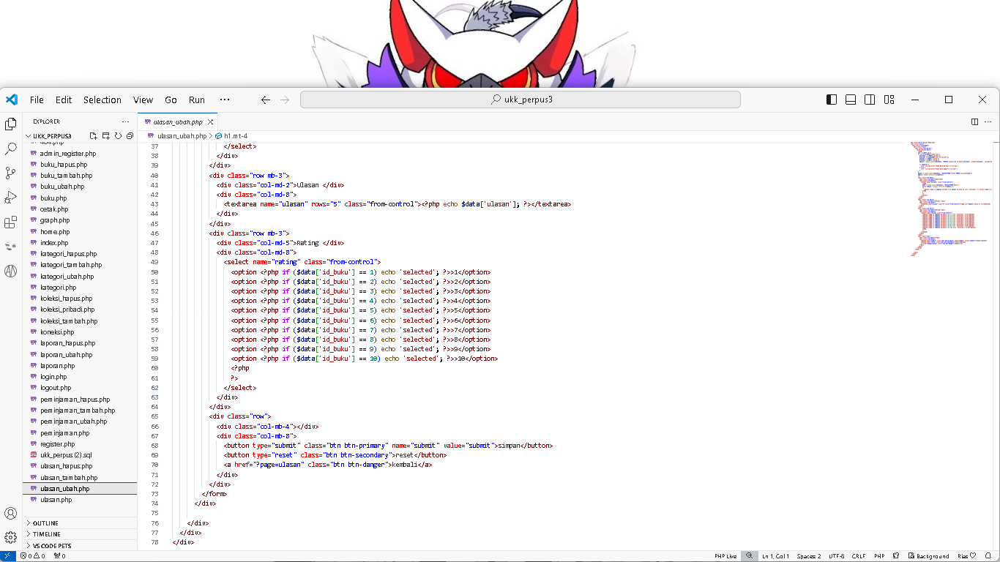 File Edit Selection View Go Run ··· ukk_perpus3
EXPLORER ···
ulasan_ubah.php
UKK_PERPUS3
ulasan_ubah.php > h1.mt-4
404.php
admin_register.php
buku_hapus.php
buku_tambah.php
buku_ubah.php
buku.php
cetak.php
graph.php
home.php
index.php
kategori_hapus.php
kategori_tambah.php
kategori_ubah.php
kategori.php
koleksi_hapus.php
koleksi_pribadi.php
koleksi_tambah.php
koneksi.php
laporan_hapus.php
laporan_ubah.php
laporan.php
login.php
logout.php
peminjaman_hapus.php
peminjaman_tambah.php
peminjaman_ubah.php
peminjaman.php
register.php
ukk_perpus (2).sql
ulasan_hapus.php
ulasan_tambah.php
ulasan_ubah.php
ulasan.php
OUTLINE
TIMELINE
VS CODE PETS
37 </select>
38 </div>
39 </div>
40 <div class="row mb-3">
41 <div class="col-md-2">Ulasan </div>
42 <div class="col-md-8">
43 <textarea name="ulasan" rows="5" class="from-control"><?php echo $data['ulasan']; ?></textarea>
44 </div>
45 </div>
46 <div class="row mb-3">
47 <div class="col-md-5">Rating </div>
48 <div class="col-md-8">
49 <select name="rating" class="from-control">
50 <option <?php if ($data['id_buku'] == 1) echo 'selected'; ?>>1</option>
51 <option <?php if ($data['id_buku'] == 2) echo 'selected'; ?>>2</option>
52 <option <?php if ($data['id_buku'] == 3) echo 'selected'; ?>>3</option>
53 <option <?php if ($data['id_buku'] == 4) echo 'selected'; ?>>4</option>
54 <option <?php if ($data['id_buku'] == 5) echo 'selected'; ?>>5</option>
55 <option <?php if ($data['id_buku'] == 6) echo 'selected'; ?>>6</option>
56 <option <?php if ($data['id_buku'] == 7) echo 'selected'; ?>>7</option>
57 <option <?php if ($data['id_buku'] == 8) echo 'selected'; ?>>8</option>
58 <option <?php if ($data['id_buku'] == 9) echo 'selected'; ?>>9</option>
59 <option <?php if ($data['id_buku'] == 10) echo 'selected'; ?>>10</option>
60 <?php
61 ?>
62 </select>
63 </div>
64 </div>
65 <div class="row">
66 <div class="col-mb-4"></div>
67 <div class="col-mb-8">
68 <button type="submit" class="btn btn-primary" name="submit" value="submit">simpan</button>
69 <button type="reset" class="btn btn-secondary">reset</button>
70 <a href="?page=ulasan" class="btn btn-danger">kembali</a>
71 </div>
72 </div>
73 </form>
74 </div>
75
76 </div>
77 </div>
78 </div>
0 0 0 PHP Live Ln 1, Col 1 Spaces: 2 UTF-8 CRLF PHP Background Rias